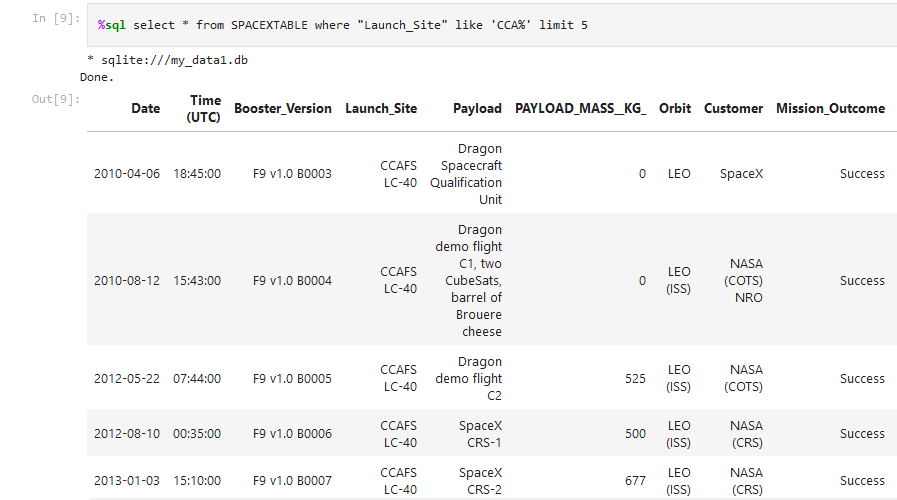 In [9]: %sql select * from SPACEXTABLE where "Launch_Site" like 'CCA%' limit 5
* sqlite:///my_data1.db
Done.
Out[9]:
Date Time (UTC) Booster_Version Launch_Site Payload PAYLOAD_MASS__KG_ Orbit Customer Mission_Outcome
2010-04-06 18:45:00 F9 v1.0 B0003 CCAFS LC-40 Dragon Spacecraft Qualification Unit 0 LEO SpaceX Success
2010-08-12 15:43:00 F9 v1.0 B0004 CCAFS LC-40 Dragon demo flight C1, two CubeSats, barrel of Brouere cheese 0 LEO (ISS) NASA (COTS) NRO Success
2012-05-22 07:44:00 F9 v1.0 B0005 CCAFS LC-40 Dragon demo flight C2 525 LEO (ISS) NASA (COTS) Success
2012-08-10 00:35:00 F9 v1.0 B0006 CCAFS LC-40 SpaceX CRS-1 500 LEO (ISS) NASA (CRS) Success
2013-01-03 15:10:00 F9 v1.0 B0007 CCAFS LC-40 SpaceX CRS-2 677 LEO (ISS) NASA (CRS) Success